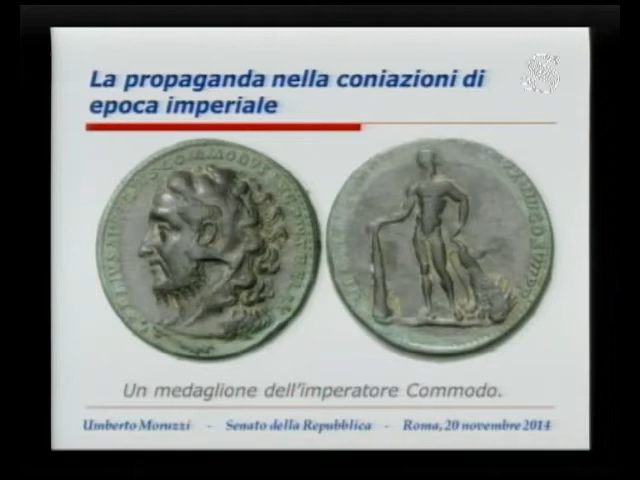 La propaganda nella coniazioni di
epoca imperiale
Un medaglione dell'imperatore Commodo.
Umberto Moruzzi - Senato della Repubblica - Roma, 20 novembre 2014